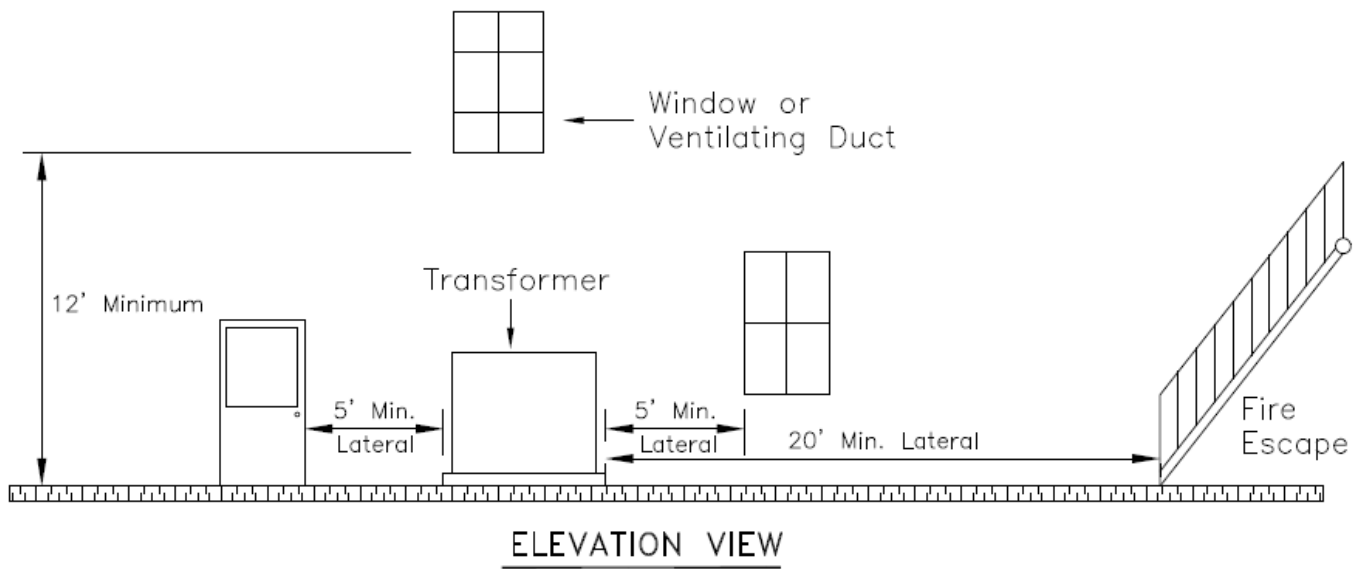 Window or
Ventilating Duct
Transformer
12' Minimum
5' Min.
Lateral
5' Min.
Lateral
20' Min. Lateral
Fire
Escape
ELEVATION VIEW